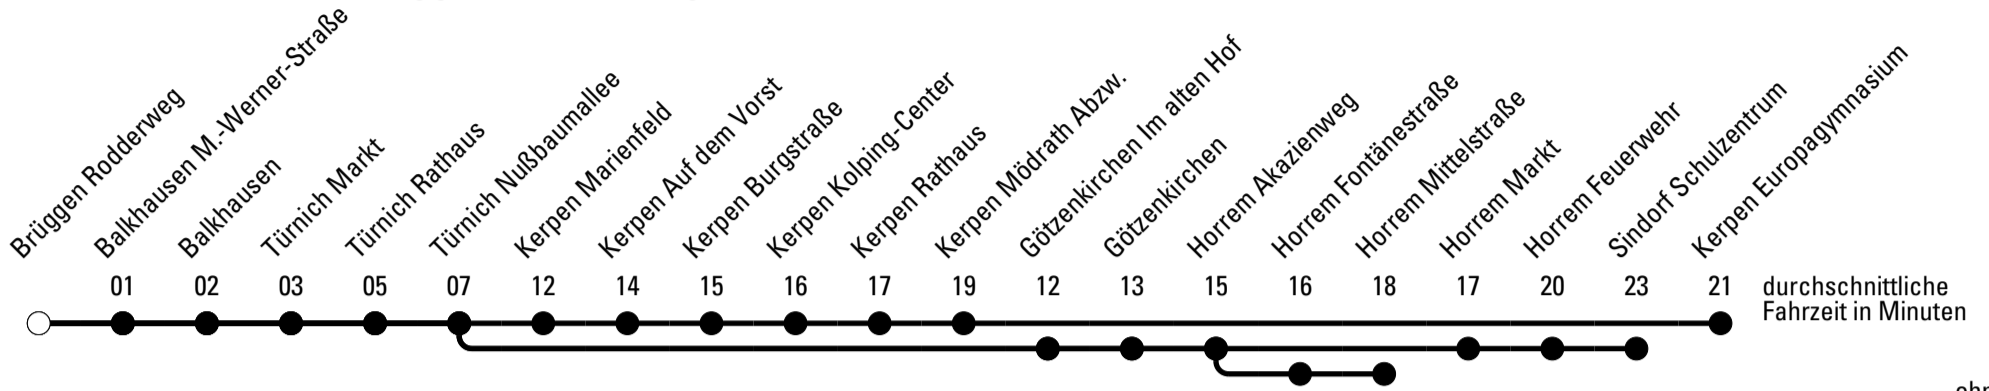 Brüggen Rodderweg
Balkhausen M.-Werner-Straße
Balkhausen
Türnich Markt
Türnich Rathaus
Türnich Nußbaumallee
Kerpen Marienfeld
Kerpen Auf dem Vorst
Kerpen Burgstraße
Kerpen Kolping-Center
Kerpen Rathaus
Kerpen Mödrath Abzw.
Götzenkirchen Im alten Hof
Götzenkirchen
Horrem Akazienweg
Horrem Fontänestraße
Horrem Mittelstraße
Horrem Markt
Horrem Feuerwehr
Sindorf Schulzentrum
Kerpen Europagymnasium
01 02 03 05 07 12 14 15 16 17 19 12 13 15 16 18 17 20 23 21 durchschnittliche
Fahrzeit in Minuten